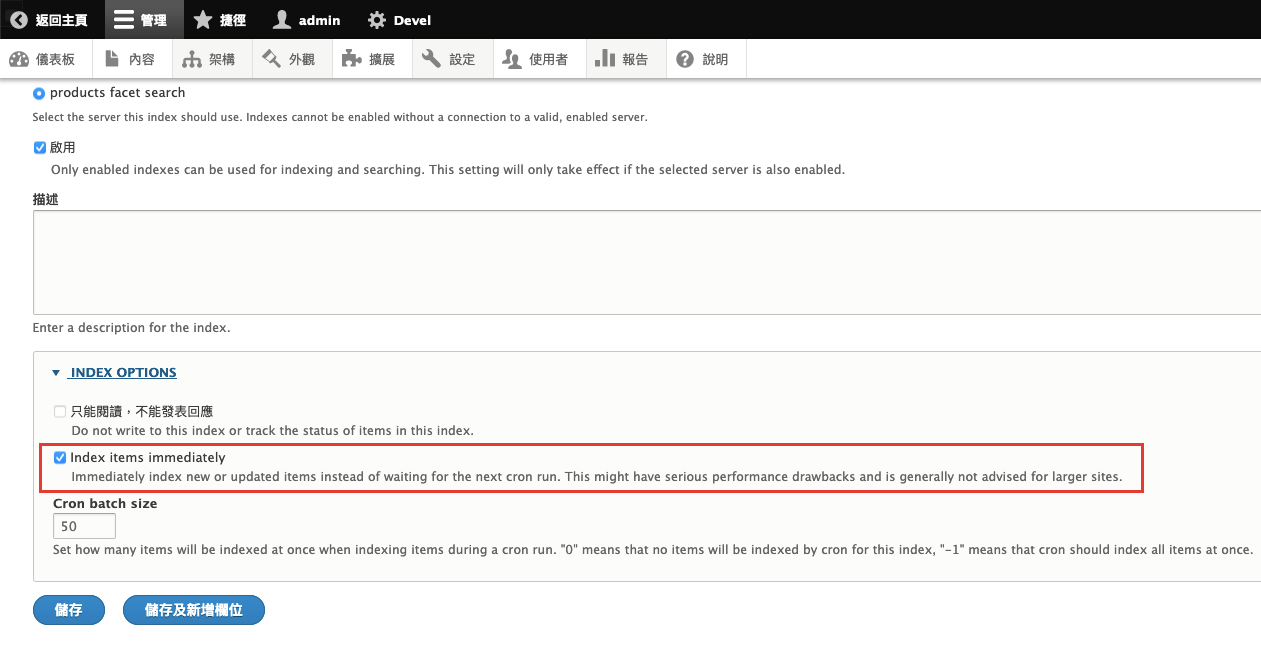 返回主頁 管理 捷徑 admin Devel
儀表板 內容 架構 外觀 擴展 設定 使用者 報告 說明
products facet search
Select the server this index should use. Indexes cannot be enabled without a connection to a valid, enabled server.
啟用
Only enabled indexes can be used for indexing and searching. This setting will only take effect if the selected server is also enabled.
描述
Enter a description for the index.
INDEX OPTIONS
只能閱讀，不能發表回應
Do not write to this index or track the status of items in this index.
Index items immediately
Immediately index new or updated items instead of waiting for the next cron run. This might have serious performance drawbacks and is generally not advised for larger sites.
Cron batch size
50
Set how many items will be indexed at once when indexing items during a cron run. "0" means that no items will be indexed by cron for this index, "-1" means that cron should index all items at once.
儲存 儲存及新增欄位